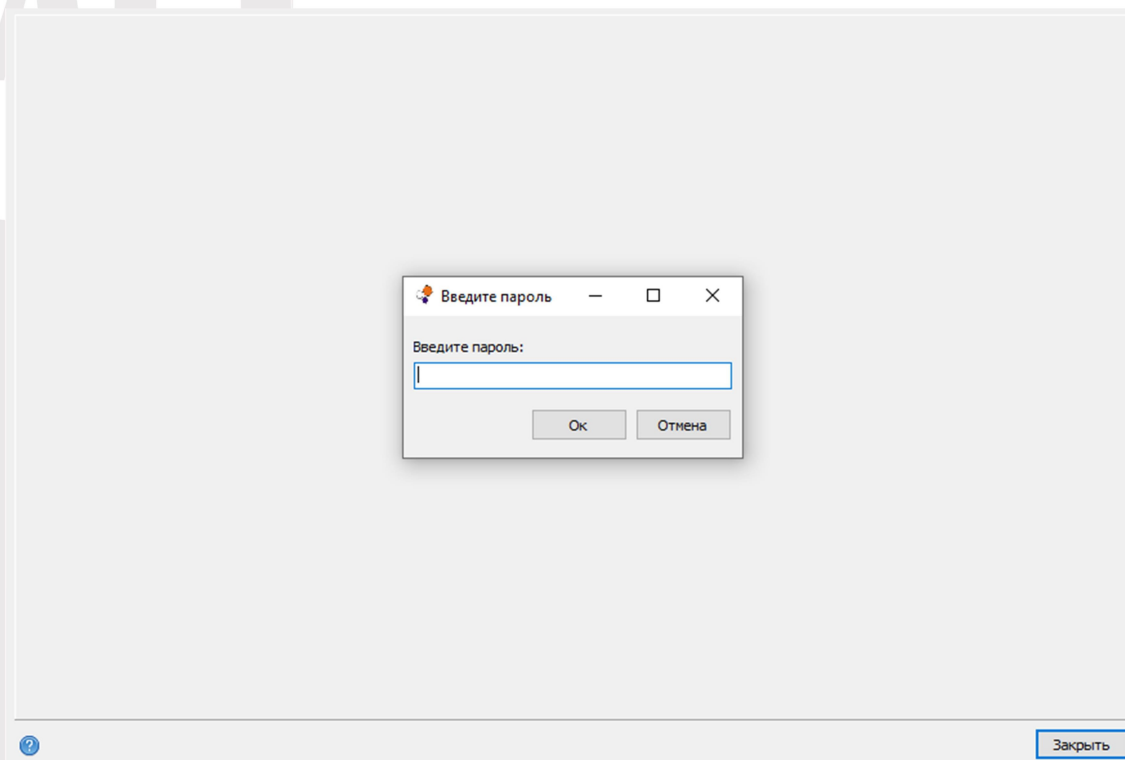 Введите пароль
Введите пароль:
Ок
Отмена
Закрыть